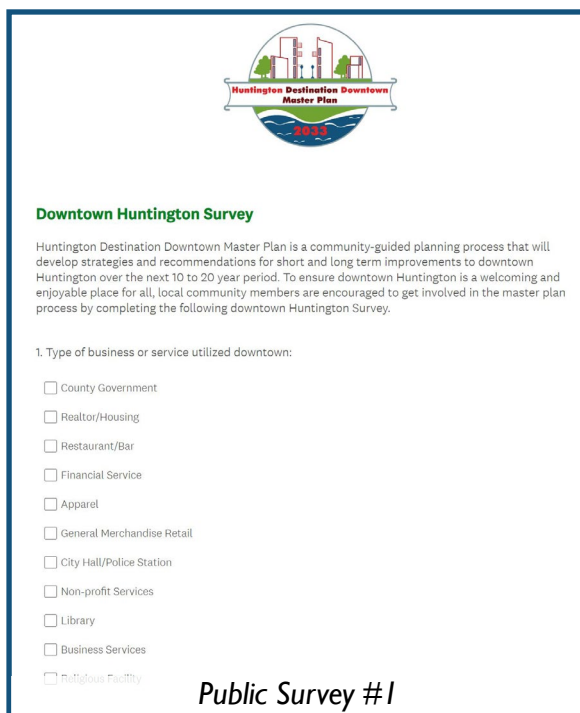 Huntington Destination Downtown
Master Plan
2033
Downtown Huntington Survey
Huntington Destination Downtown Master Plan is a community-guided planning process that will
develop strategies and recommendations for short and long term improvements to downtown
Huntington over the next 10 to 20 year period. To ensure downtown Huntington is a welcoming and
enjoyable place for all, local community members are encouraged to get involved in the master plan
process by completing the following downtown Huntington Survey.
1. Type of business or service utilized downtown:
County Government
Realtor/Housing
Restaurant/Bar
Financial Service
Apparel
General Merchandise Retail
City Hall/Police Station
Non-profit Services
Library
Business Services
Religious Facility
Public Survey #1